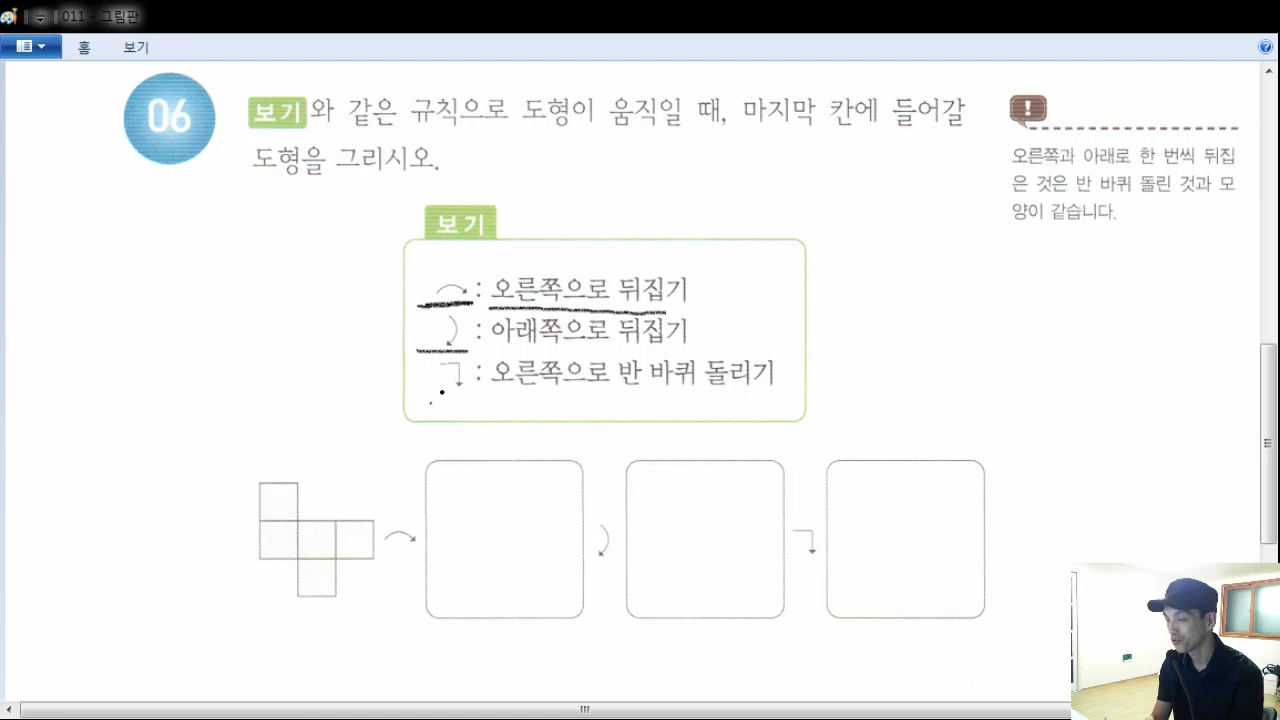 011 - 그림판
홈 보기
06
보기와 같은 규칙으로 도형이 움직일 때, 마지막 칸에 들어갈
도형을 그리시오.
!
오른쪽과 아래로 한 번씩 뒤집
은 것은 반 바퀴 돌린 것과 모
양이 같습니다.
보기
: 오른쪽으로 뒤집기
: 아래쪽으로 뒤집기
: 오른쪽으로 반 바퀴 돌리기